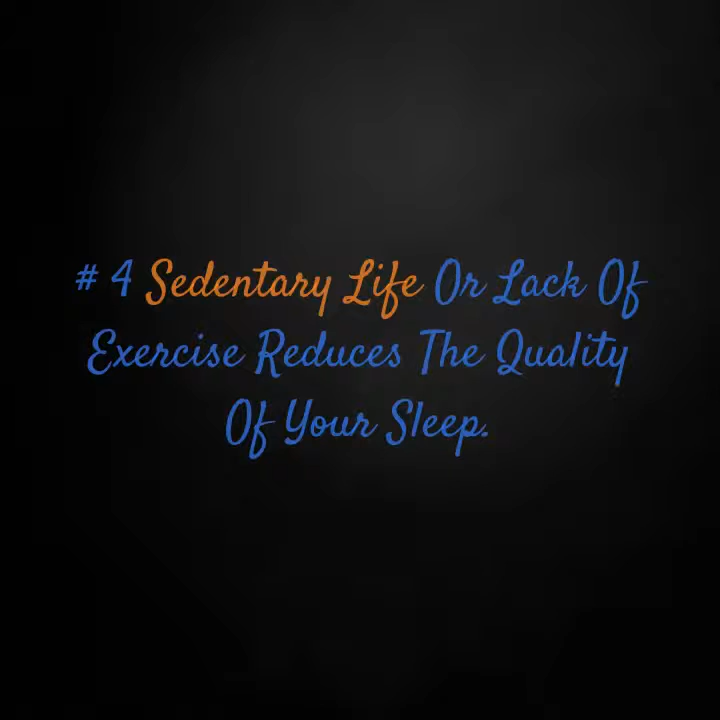 # 4 Sedentary Life Or Lack Of
Exercise Reduces The Quality
Of Your Sleep.